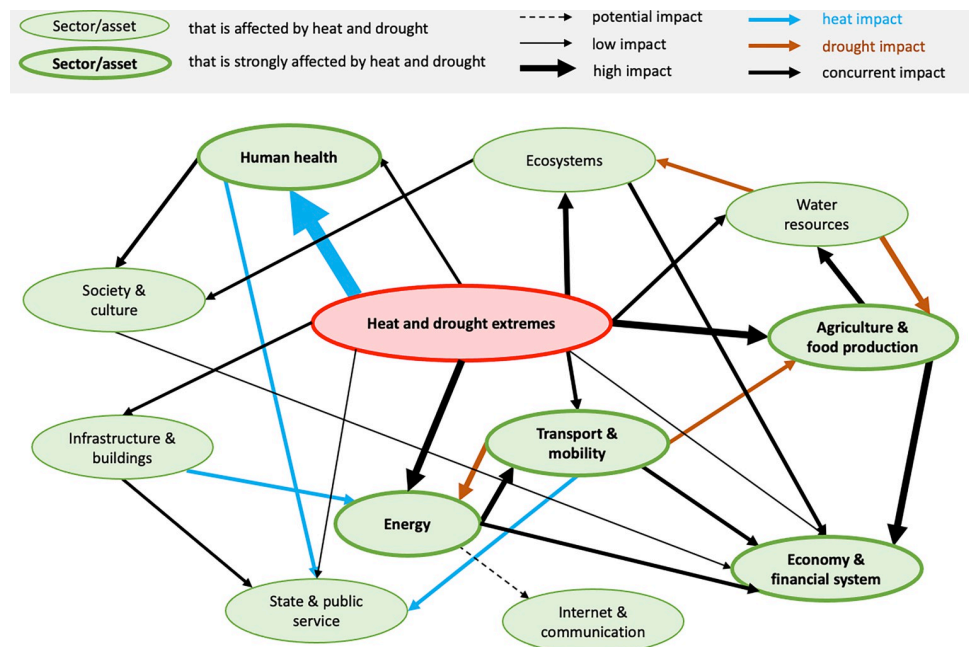 Sector/asset
that is affected by heat and drought
Sector/asset
that is strongly affected by heat and drought
potential impact
low impact
high impact
heat impact
drought impact
concurrent impact
Human health
Ecosystems
Water
resources
Society &
culture
Heat and drought extremes
Agriculture &
food production
Infrastructure &
buildings
Transport &
mobility
Energy
Economy &
financial system
State & public
service
Internet &
communication